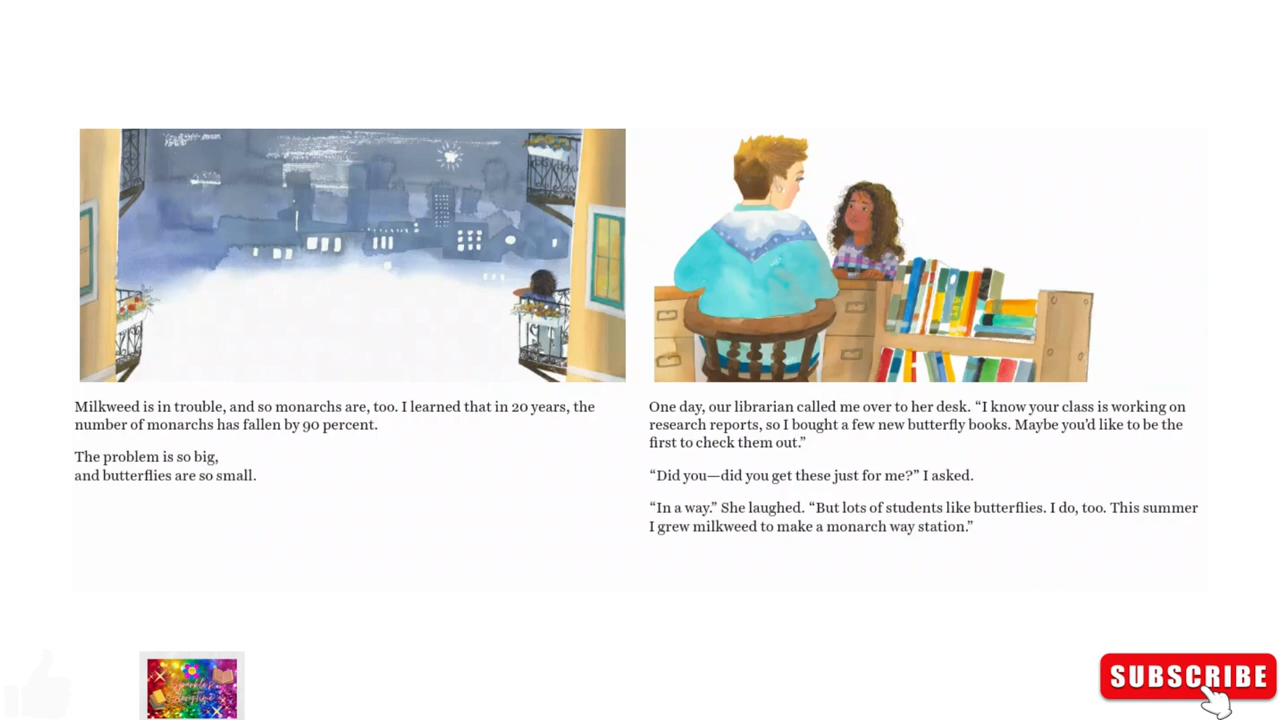 Milkweed is in trouble, and so monarchs are, too. I learned that in 20 years, the
number of monarchs has fallen by 90 percent.
The problem is so big,
and butterflies are so small.
One day, our librarian called me over to her desk. “I know your class is working on
research reports, so I bought a few new butterfly books. Maybe you’d like to be the
first to check them out.”
“Did you—did you get these just for me?” I asked.
“In a way.” She laughed. “But lots of students like butterflies. I do, too. This summer
I grew milkweed to make a monarch way station.”
SUBSCRIBE